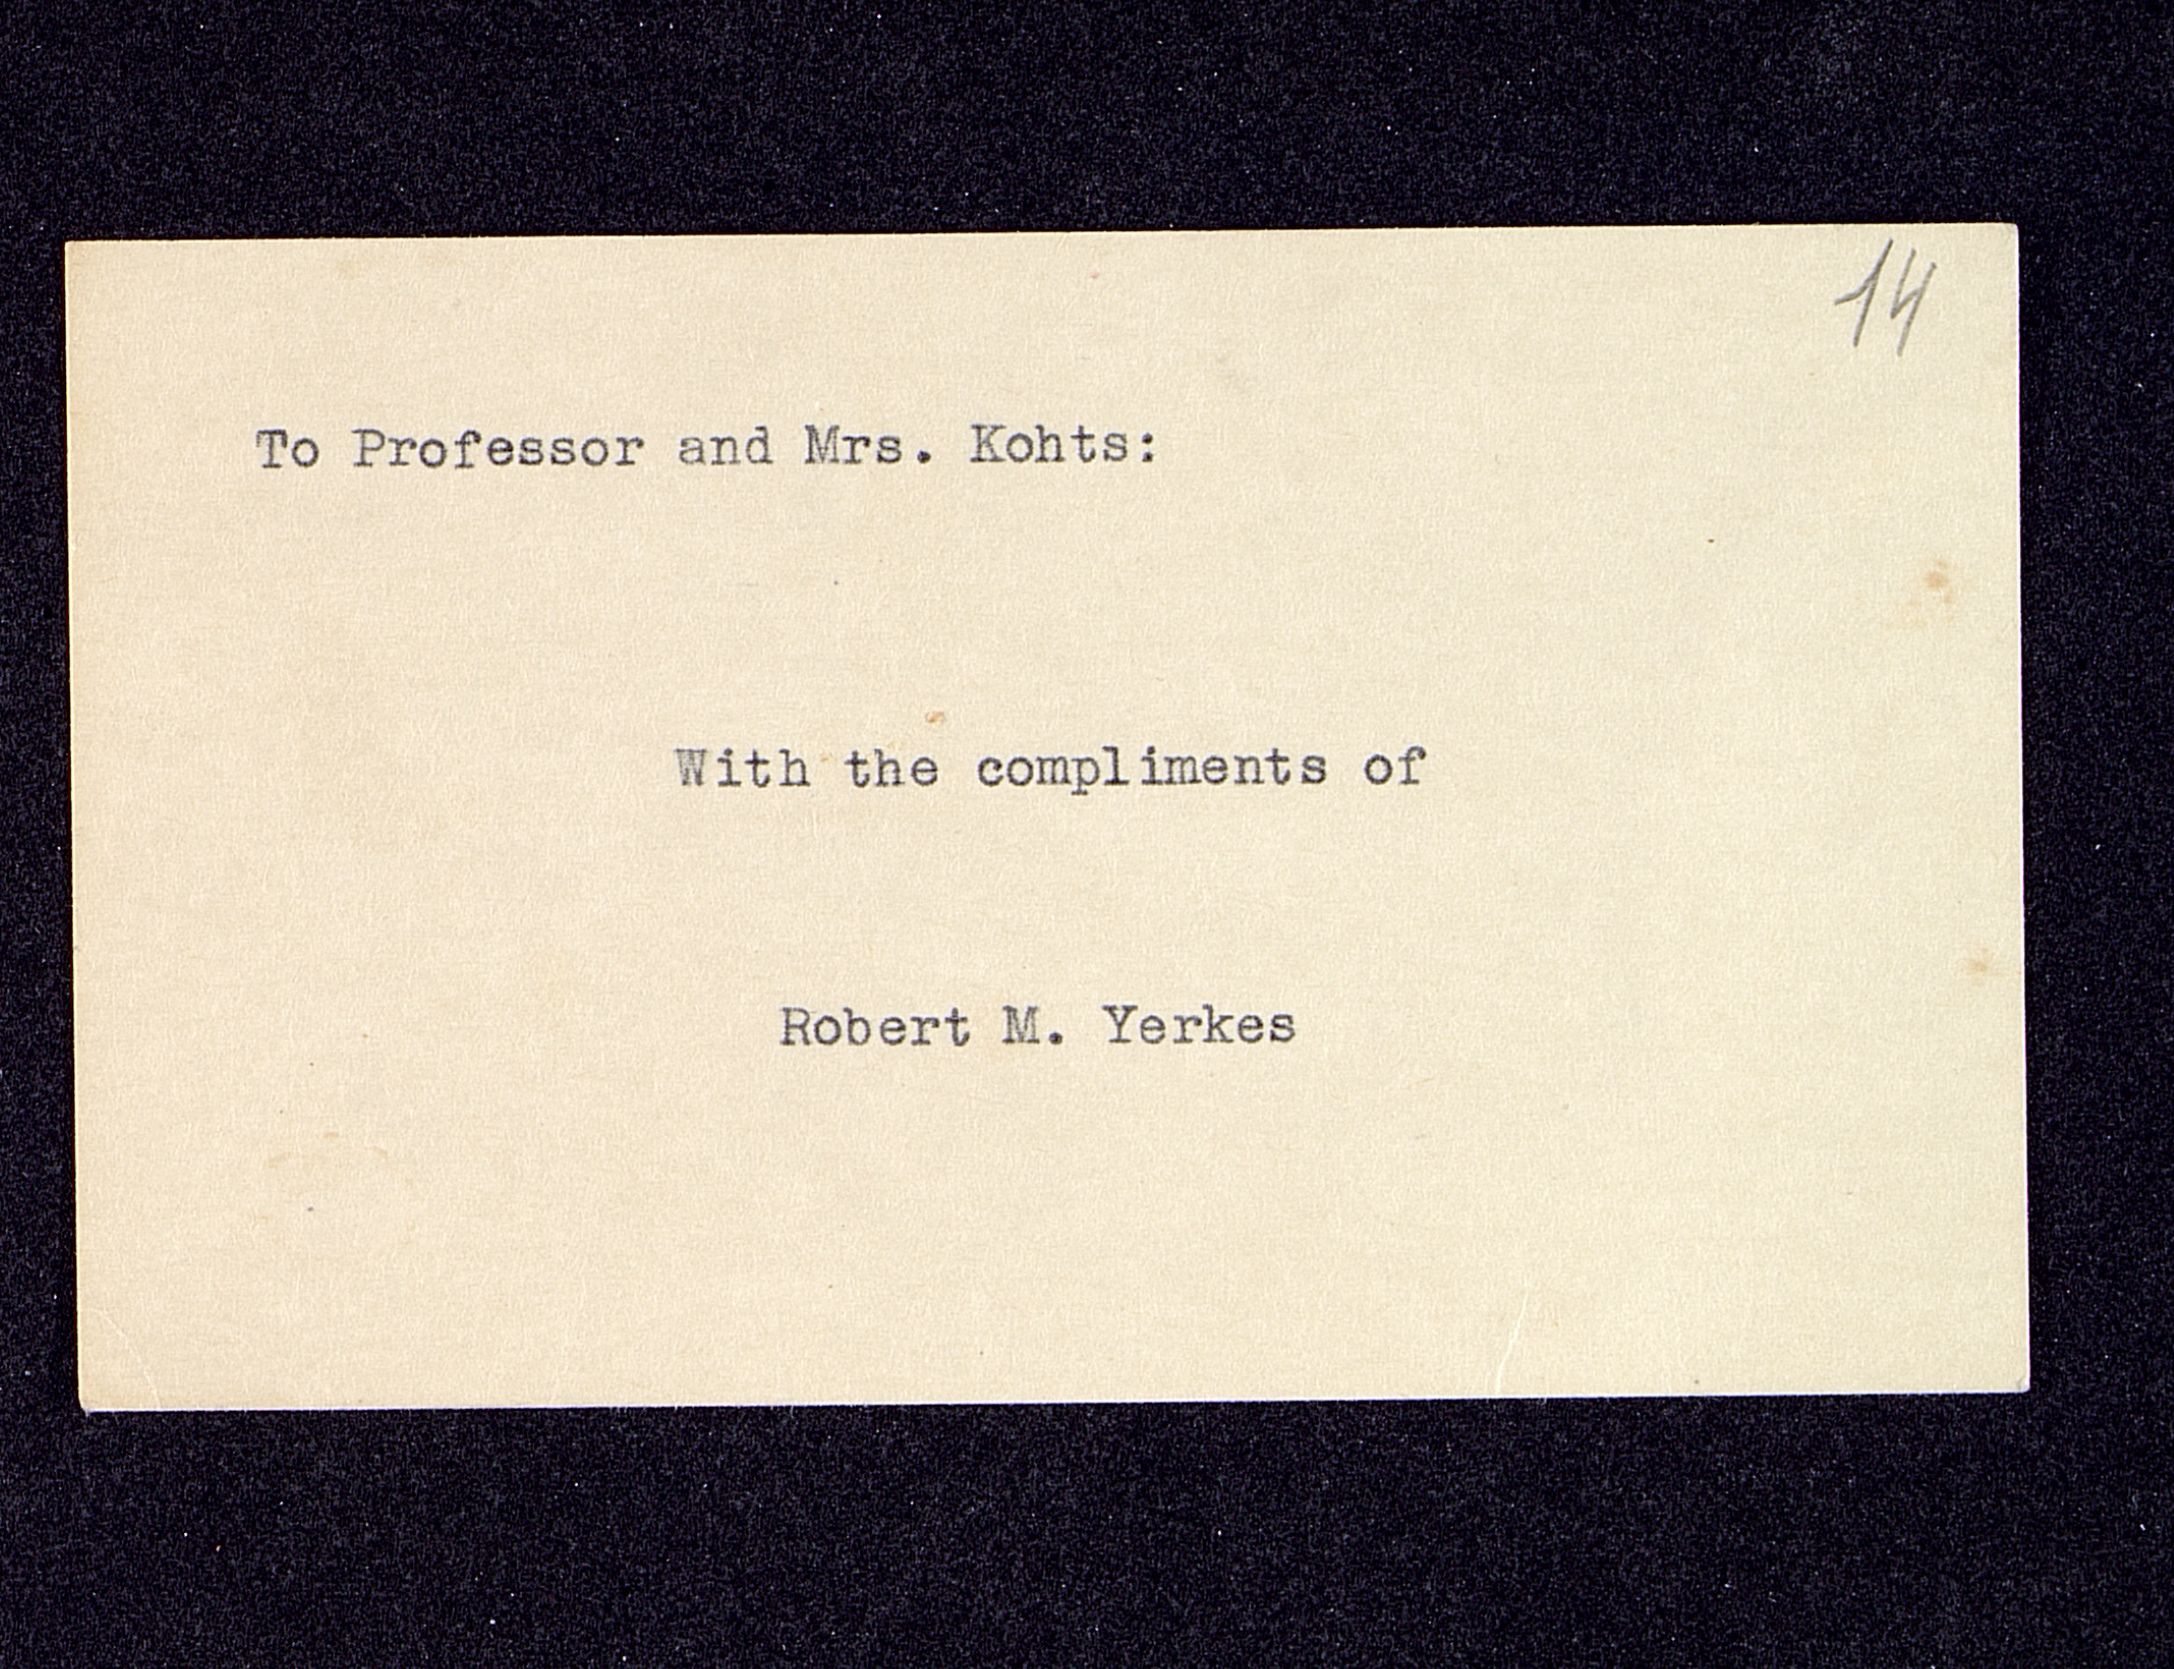 14
To Professor and Mrs. Kohts:
With the compliments of
Robert M. Yerkes